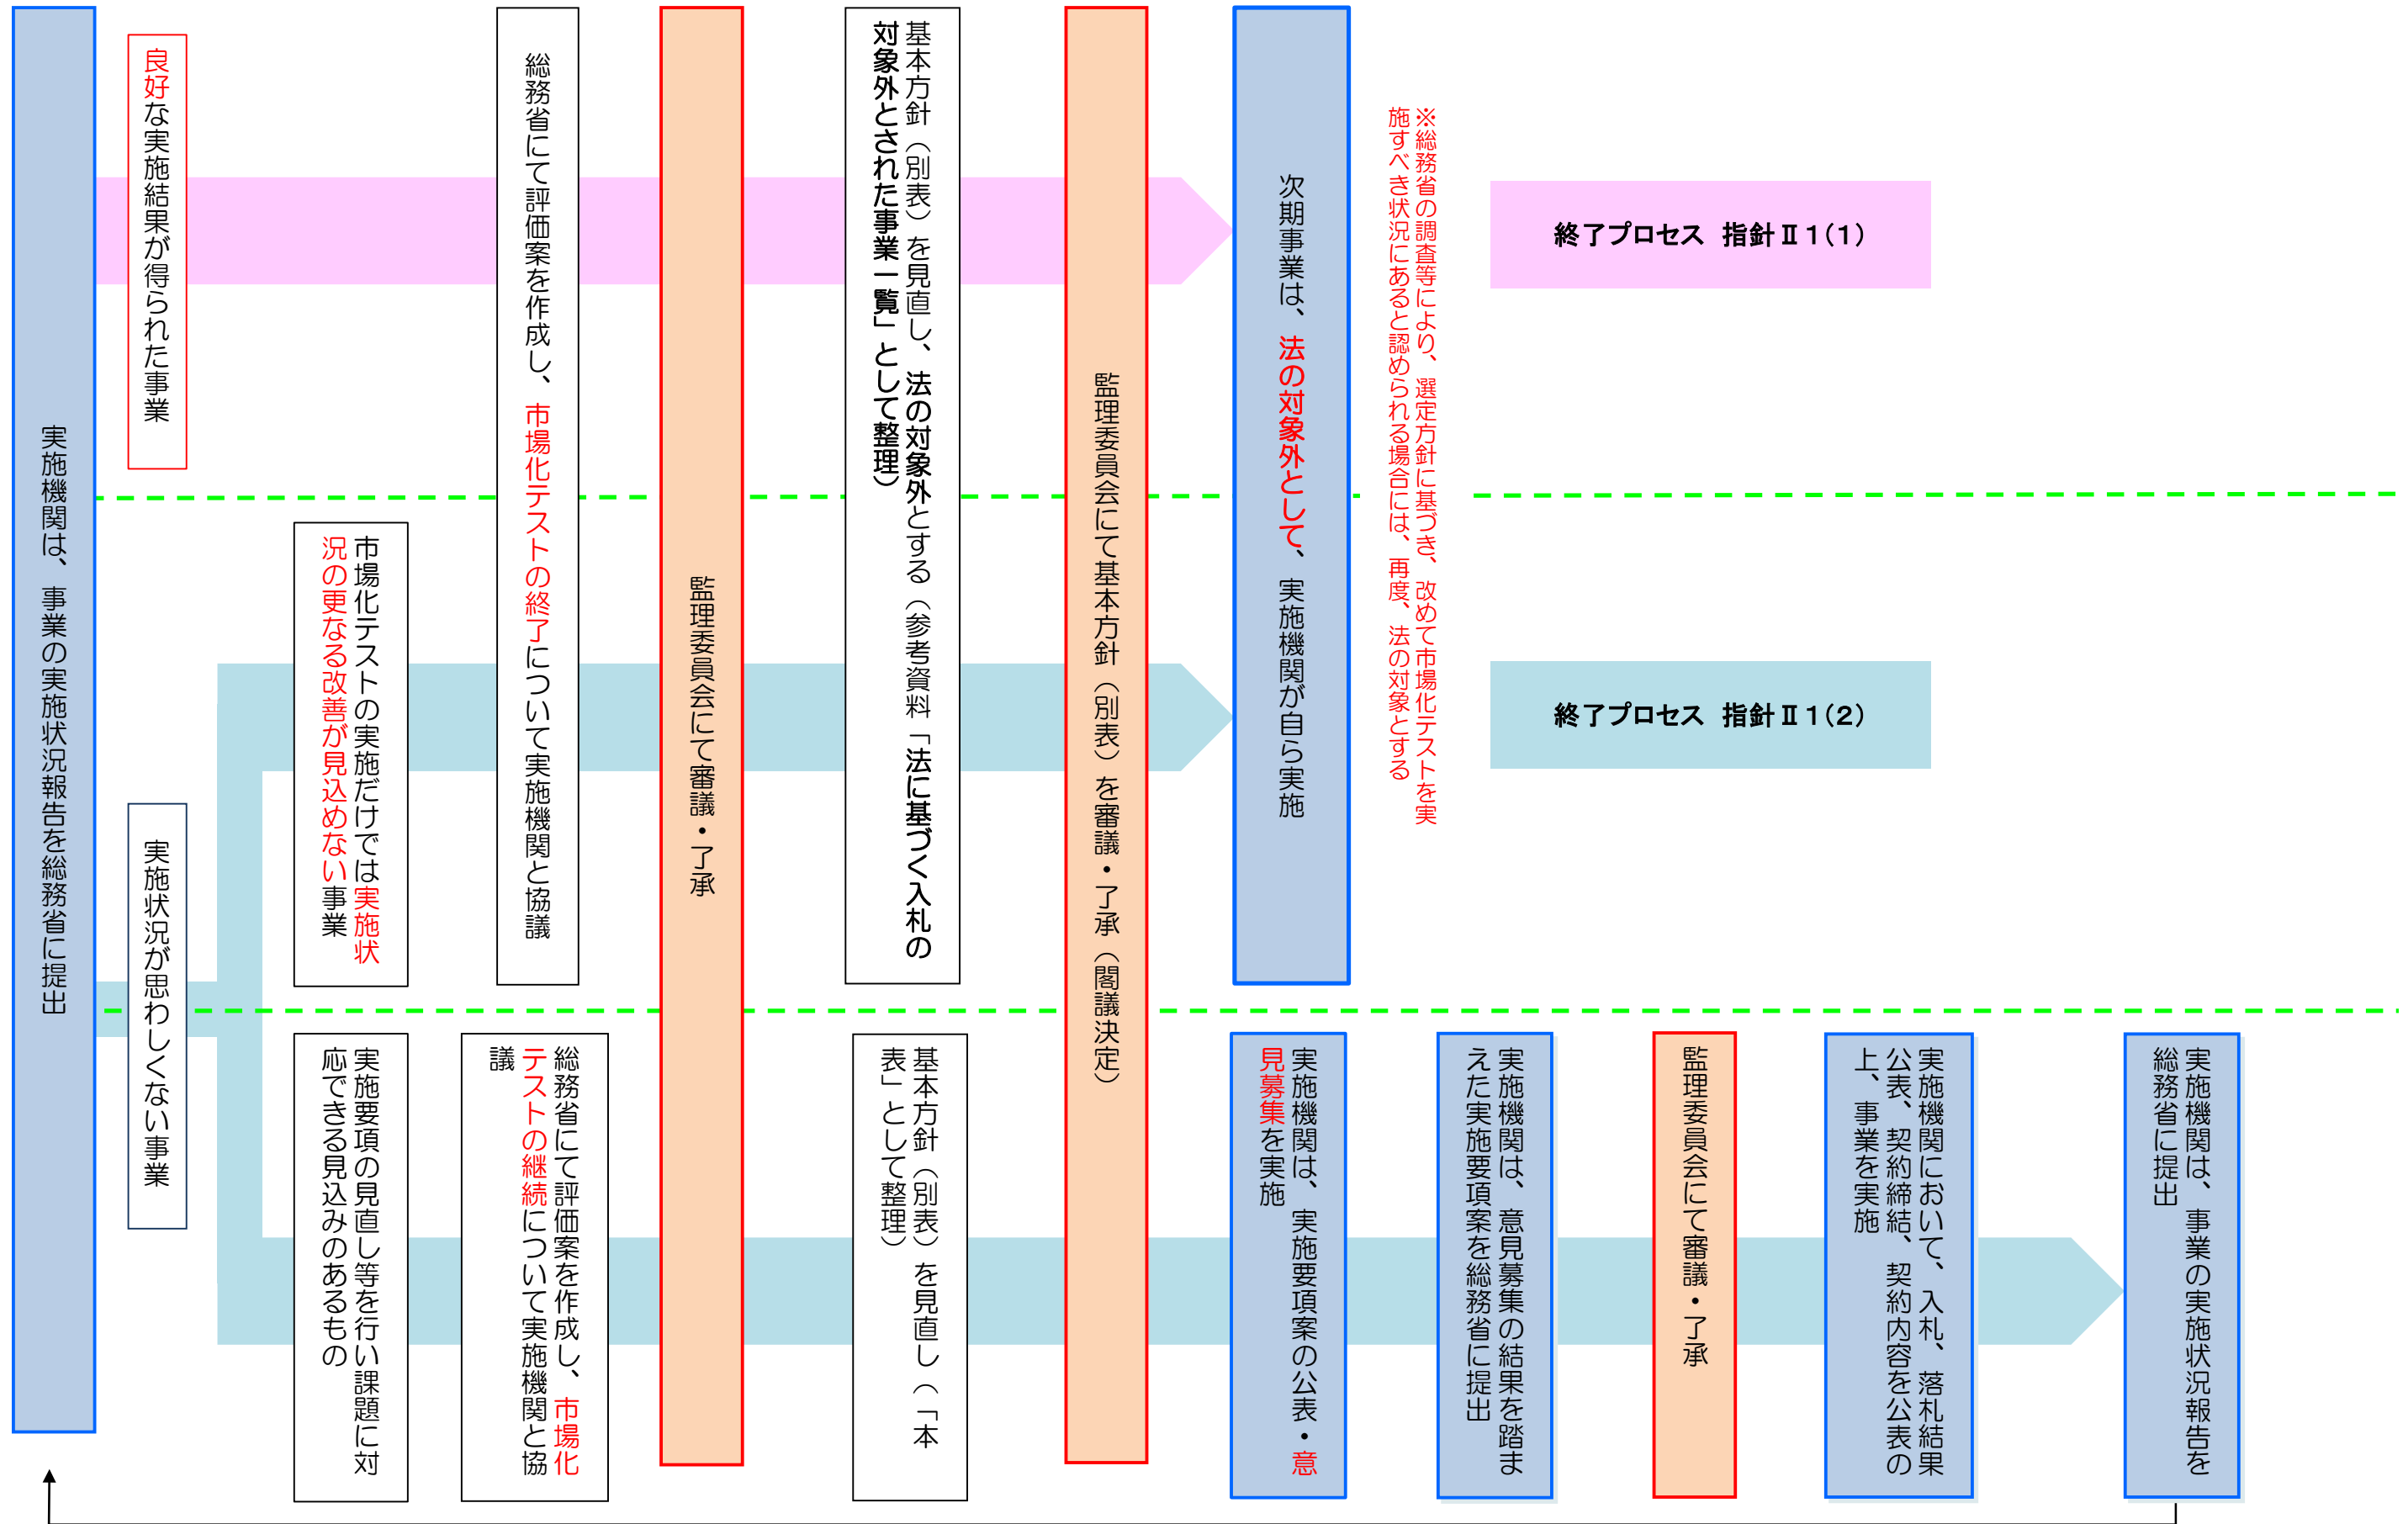 実施機関は、事業の実施状況報告を総務省に提出
良好な実施結果が得られた事業
実施状況が思わしくない事業
市場化テストの実施だけでは実施状
況の更なる改善が見込めない事業
実施要項の見直し等を行い課題に対
応できる見込みのあるもの
総務省にて評価案を作成し、市場化テストの終了について実施機関と協議
総務省にて評価案を作成し、市場化
テストの継続について実施機関と協
議
監理委員会にて審議・了承
基本方針（別表）を見直し、法の対象外とする（参考資料「法に基づく入札の
対象外とされた事業一覧」として整理）
基本方針（別表）を見直し（「本
表」として整理）
監理委員会にて基本方針（別表）を審議・了承（閣議決定）
次期事業は、法の対象外として、実施機関が自ら実施
※総務省の調査等により、選定方針に基づき、改めて市場化テストを実
施すべき状況にあると認められる場合には、再度、法の対象とする
終了プロセス　指針Ⅱ１（１）
終了プロセス　指針Ⅱ１（２）
実施機関は、実施要項案の公表・意
見募集を実施
実施機関は、意見募集の結果を踏ま
えた実施要項案を総務省に提出
監理委員会にて審議・了承
実施機関において、入札、落札結果
公表、契約締結、契約内容を公表の
上、事業を実施
実施機関は、事業の実施状況報告を
総務省に提出